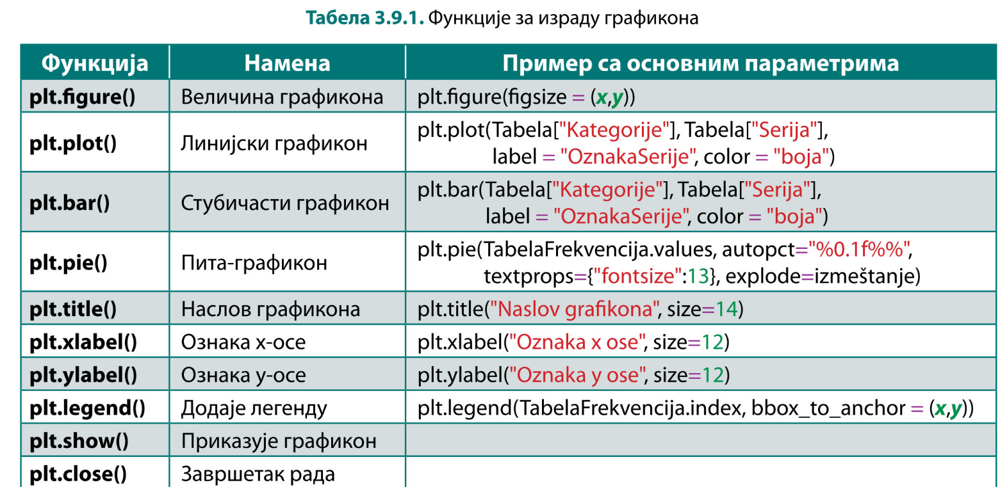 Табела 3.9.1. Функције за израду графикона
Функција Намена Пример са основним параметрима
plt.figure() Величина графикона plt.figure(figsize = (x,y))
plt.plot() Линијски графикон plt.plot(Tabela["Kategorije"], Tabela["Serija"],
label = "OznakaSerije", color = "boja")
plt.bar() Стубичасти графикон plt.bar(Tabela["Kategorije"], Tabela["Serija"],
label = "OznakaSerije", color = "boja")
plt.pie() Пита-графикон plt.pie(TabelaFrekvencija.values, autopct="%0.1f%%",
textprops={"fontsize":13}, explode=izmeštanje)
plt.title() Наслов графикона plt.title("Naslov grafikona", size=14)
plt.xlabel() Ознака x-осе plt.xlabel("Oznaka x ose", size=12)
plt.ylabel() Ознака y-осе plt.ylabel("Oznaka y ose", size=12)
plt.legend() Додаје легенду plt.legend(TabelaFrekvencija.index, bbox_to_anchor = (x,y))
plt.show() Приказује графикон
plt.close() Завршетак рада